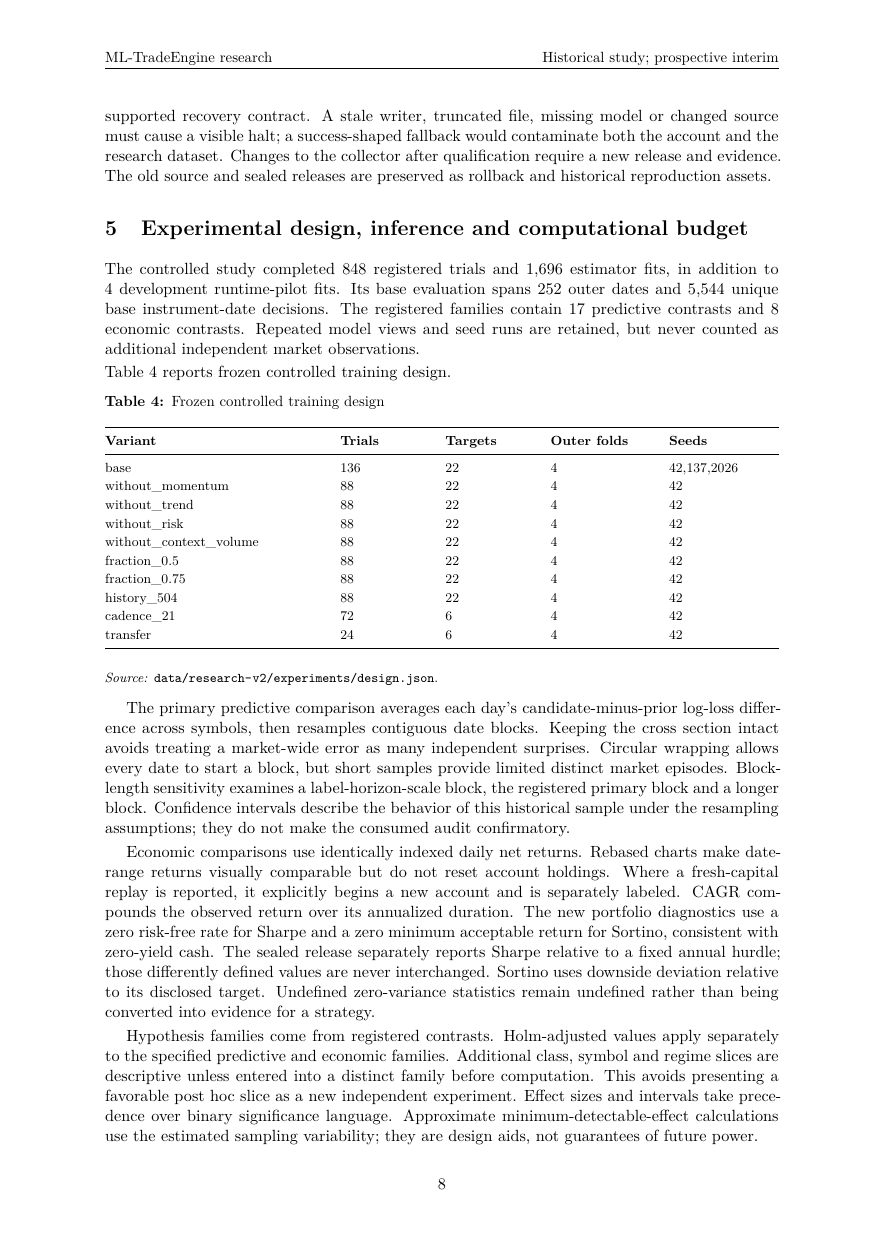 ML-TradeEngine research
Historical study; prospective interim
supported recovery contract. A stale writer, truncated file, missing model or changed source
must cause a visible halt; a success-shaped fallback would contaminate both the account and the
research dataset. Changes to the collector after qualification require a new release and evidence.
The old source and sealed releases are preserved as rollback and historical reproduction assets.
5 Experimental design, inference and computational budget
The controlled study completed 848 registered trials and 1,696 estimator fits, in addition to
4 development runtime-pilot fits. Its base evaluation spans 252 outer dates and 5,544 unique
base instrument-date decisions. The registered families contain 17 predictive contrasts and 8
economic contrasts. Repeated model views and seed runs are retained, but never counted as
additional independent market observations.
Table 4 reports frozen controlled training design.
Table 4: Frozen controlled training design
Variant Trials Targets Outer folds Seeds
base 136 22 4 42,137,2026
without_momentum 88 22 4 42
without_trend 88 22 4 42
without_risk 88 22 4 42
without_context_volume 88 22 4 42
fraction_0.5 88 22 4 42
fraction_0.75 88 22 4 42
history_504 88 22 4 42
cadence_21 72 6 4 42
transfer 24 6 4 42
Source: data/research-v2/experiments/design.json.
The primary predictive comparison averages each day's candidate-minus-prior log-loss differ-
ence across symbols, then resamples contiguous date blocks. Keeping the cross section intact
avoids treating a market-wide error as many independent surprises. Circular wrapping allows
every date to start a block, but short samples provide limited distinct market episodes. Block-
length sensitivity examines a label-horizon-scale block, the registered primary block and a longer
block. Confidence intervals describe the behavior of this historical sample under the resampling
assumptions; they do not make the consumed audit confirmatory.
Economic comparisons use identically indexed daily net returns. Rebased charts make date-
range returns visually comparable but do not reset account holdings. Where a fresh-capital
replay is reported, it explicitly begins a new account and is separately labeled. CAGR com-
pounds the observed return over its annualized duration. The new portfolio diagnostics use a
zero risk-free rate for Sharpe and a zero minimum acceptable return for Sortino, consistent with
zero-yield cash. The sealed release separately reports Sharpe relative to a fixed annual hurdle;
those differently defined values are never interchanged. Sortino uses downside deviation relative
to its disclosed target. Undefined zero-variance statistics remain undefined rather than being
converted into evidence for a strategy.
Hypothesis families come from registered contrasts. Holm-adjusted values apply separately
to the specified predictive and economic families. Additional class, symbol and regime slices are
descriptive unless entered into a distinct family before computation. This avoids presenting a
favorable post hoc slice as a new independent experiment. Effect sizes and intervals take prece-
dence over binary significance language. Approximate minimum-detectable-effect calculations
use the estimated sampling variability; they are design aids, not guarantees of future power.
8